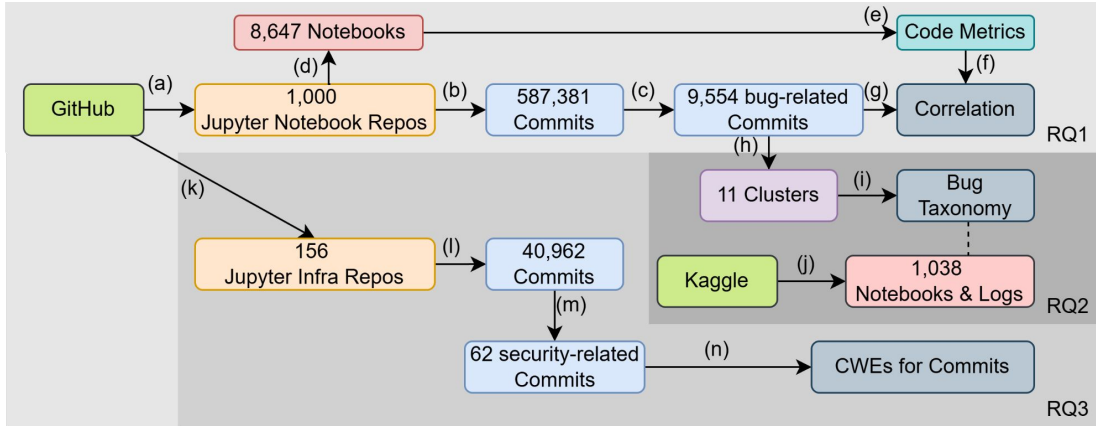 8,647 Notebooks
(e)
Code Metrics
(d)
(f)
GitHub
(a)
1,000
Jupyter Notebook Repos
(b)
587,381
Commits
(c)
9,554 bug-related
Commits
(g)
Correlation
RQ1
(h)
(k)
11 Clusters
(i)
Bug
Taxonomy
156
Jupyter Infra Repos
(l)
40,962
Commits
Kaggle
(j)
1,038
Notebooks & Logs
RQ2
(m)
62 security-related
Commits
(n)
CWEs for Commits
RQ3